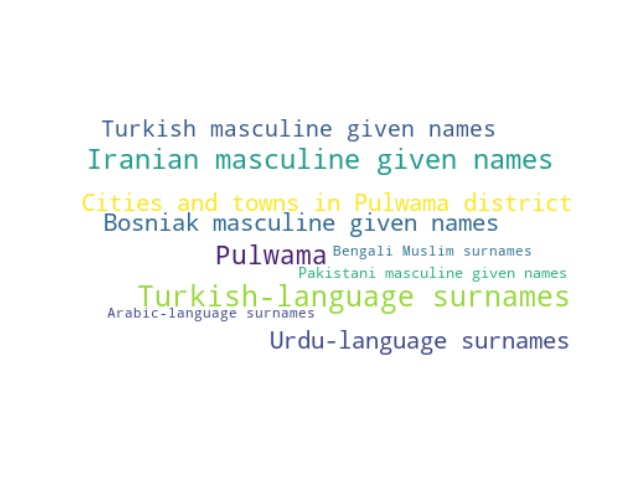 Turkish masculine given names
Iranian masculine given names
Cities and towns in Pulwama district
Bosniak masculine given names
Pulwama
Bengali Muslim surnames
Pakistani masculine given names
Turkish-language surnames
Arabic-language surnames
Urdu-language surnames